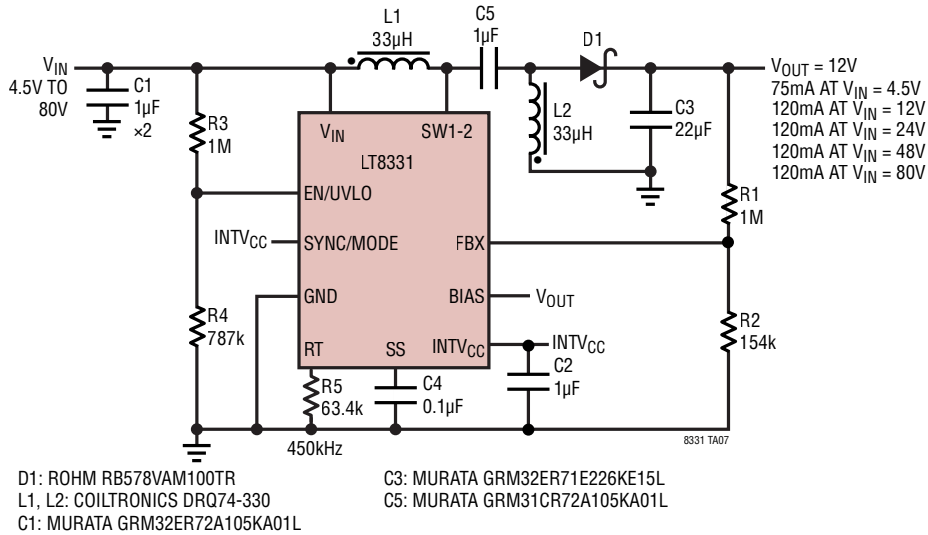 L1
33µH
C5
1µF
D1
V_IN
4.5V TO
80V
C1
1µF
×2
R3
1M
V_IN
SW1-2
LT8331
L2
33µH
C3
22µF
V_OUT = 12V
75mA AT V_IN = 4.5V
120mA AT V_IN = 12V
120mA AT V_IN = 24V
120mA AT V_IN = 48V
120mA AT V_IN = 80V
EN/UVLO
R1
1M
INTV_CC
SYNC/MODE
FBX
GND
BIAS
V_OUT
R4
787k
R2
154k
RT
SS
INTV_CC
INTV_CC
R5
63.4k
C4
0.1µF
C2
1µF
450kHz
8331 TA07
D1: ROHM RB578VAM100TR
L1, L2: COILTRONICS DRQ74-330
C1: MURATA GRM32ER72A105KA01L
C3: MURATA GRM32ER71E226KE15L
C5: MURATA GRM31CR72A105KA01L